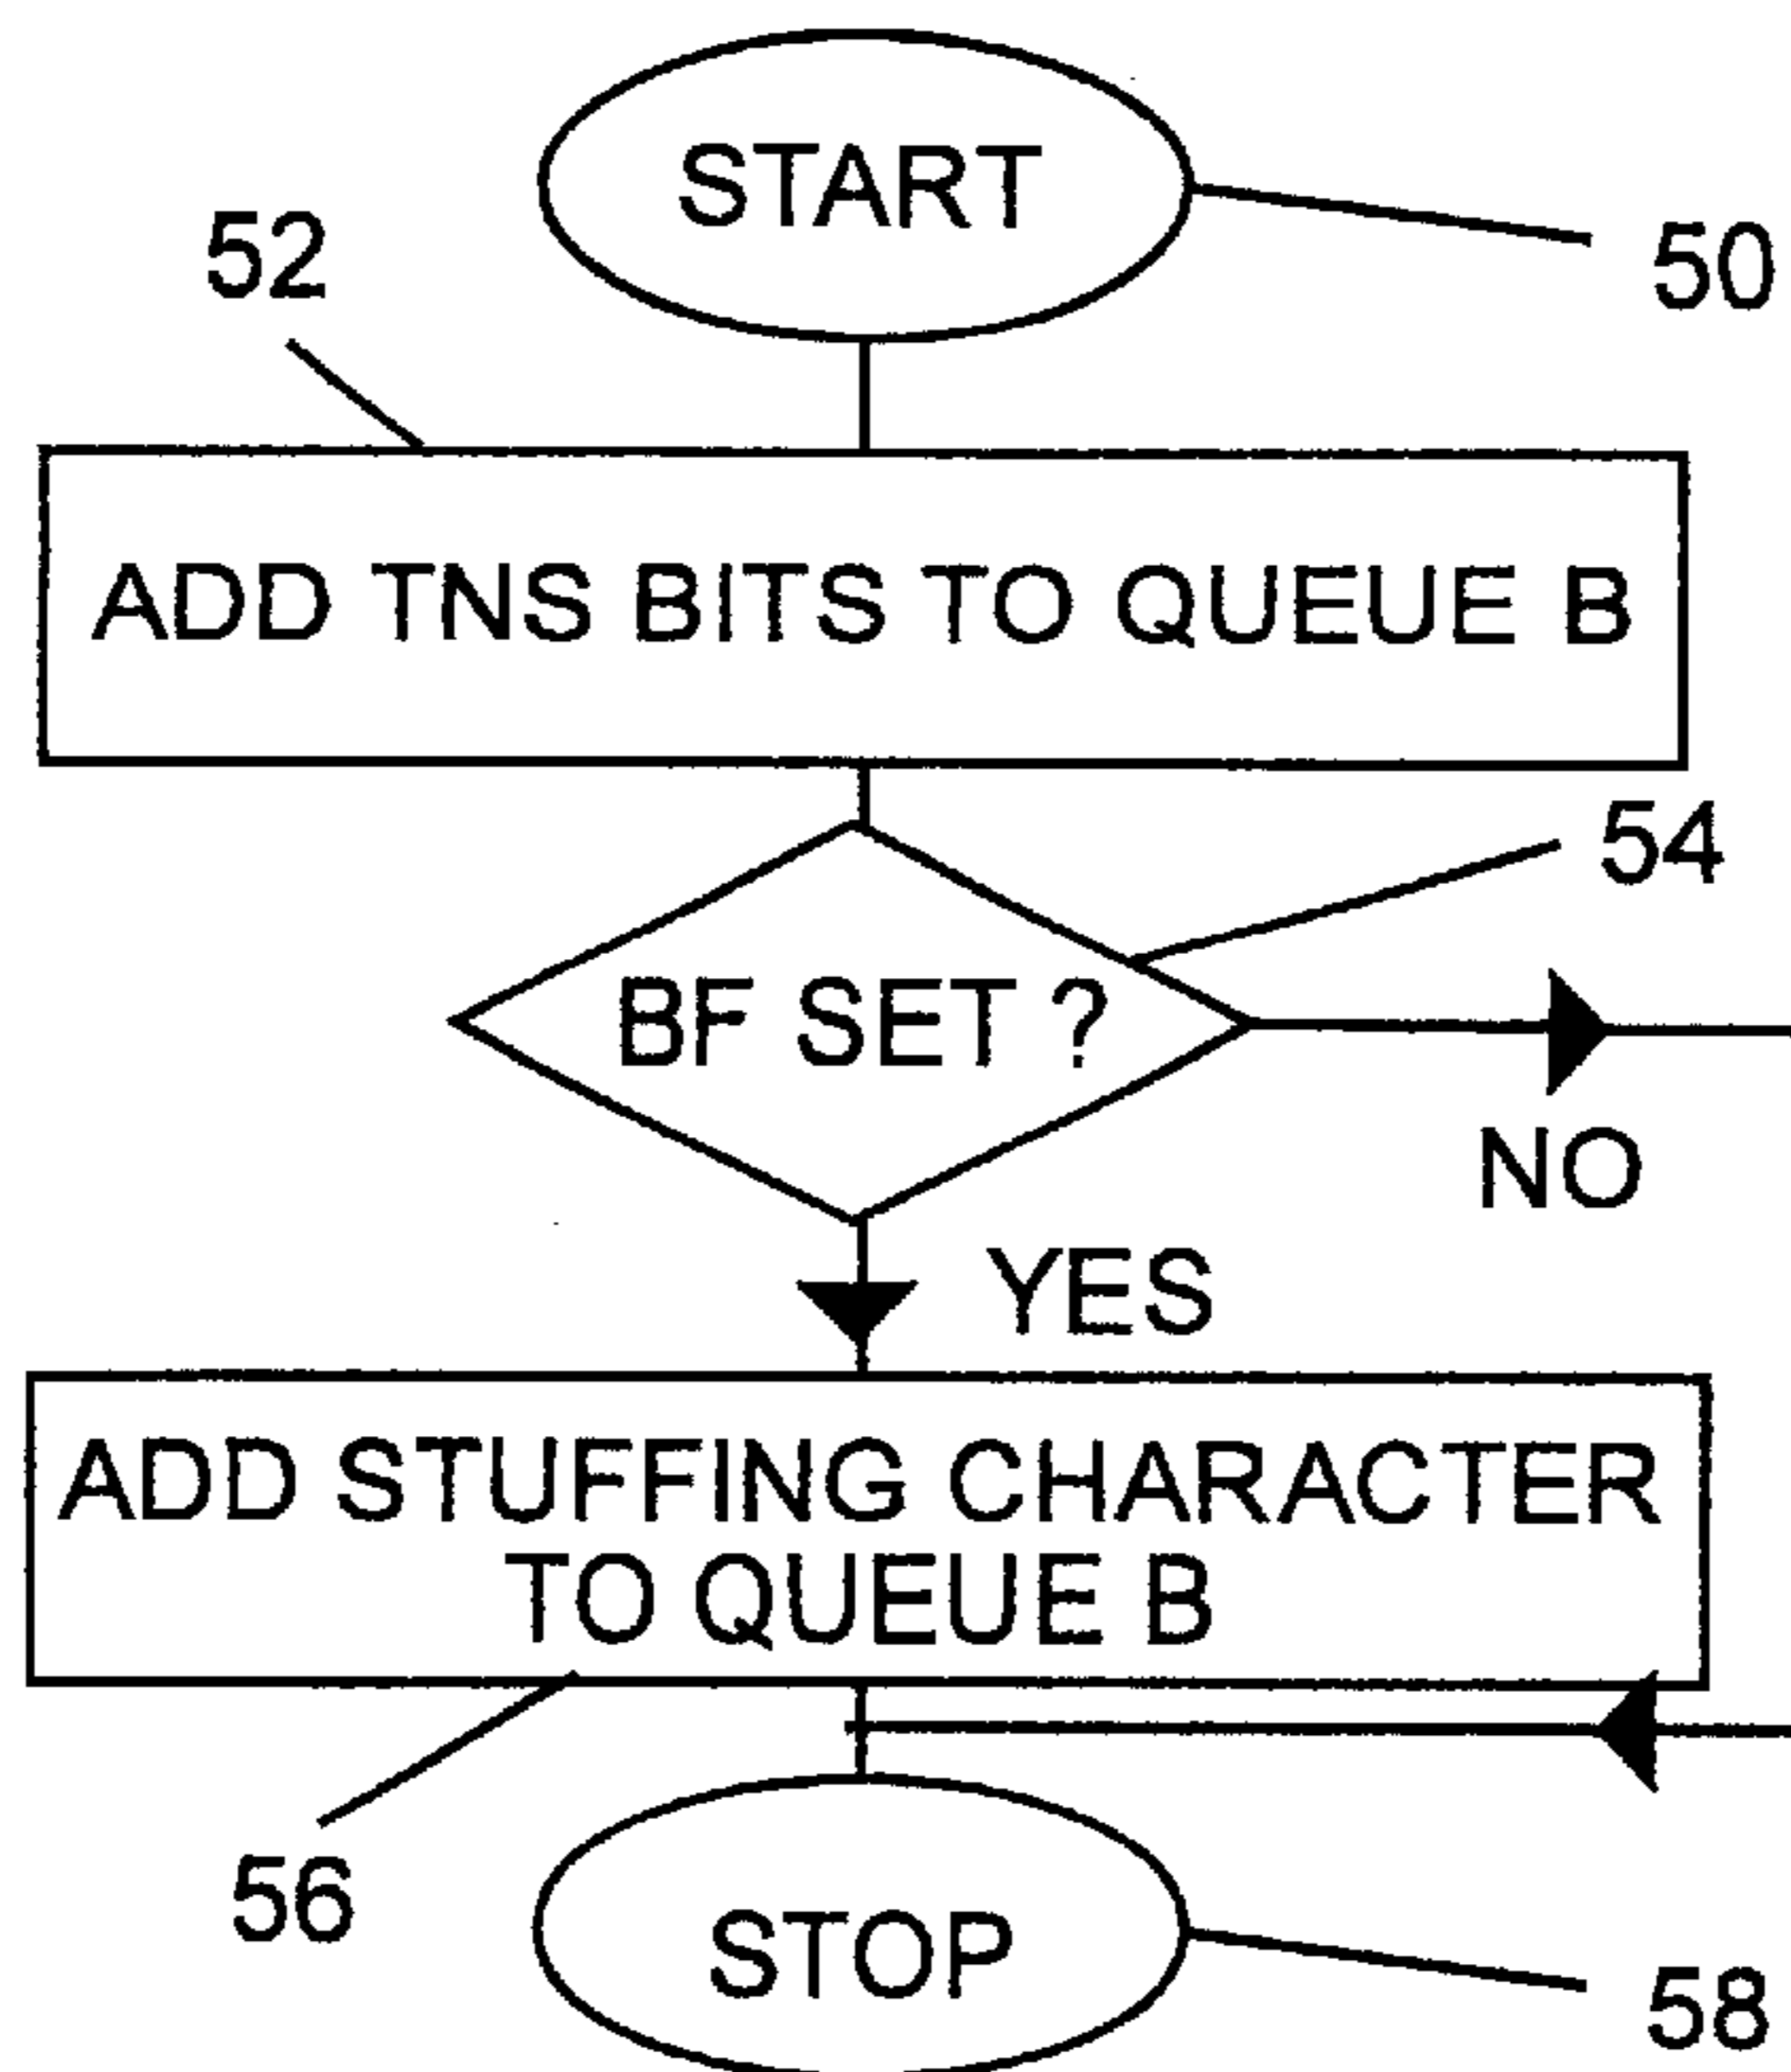 START
50
52
ADD TNS BITS TO QUEUE B
54
BF SET ?
NO
YES
ADD STUFFING CHARACTER
TO QUEUE B
56
STOP
58